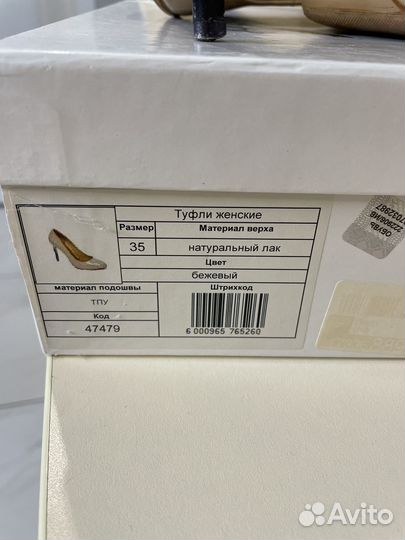 Туфли женские
Размер
Материал верха
35
натуральный лак
Цвет
бежевый
материал подошвы
Штрихкод
ТПУ
Код
47479
6 000965 765260
ОБУВЬ
Avito